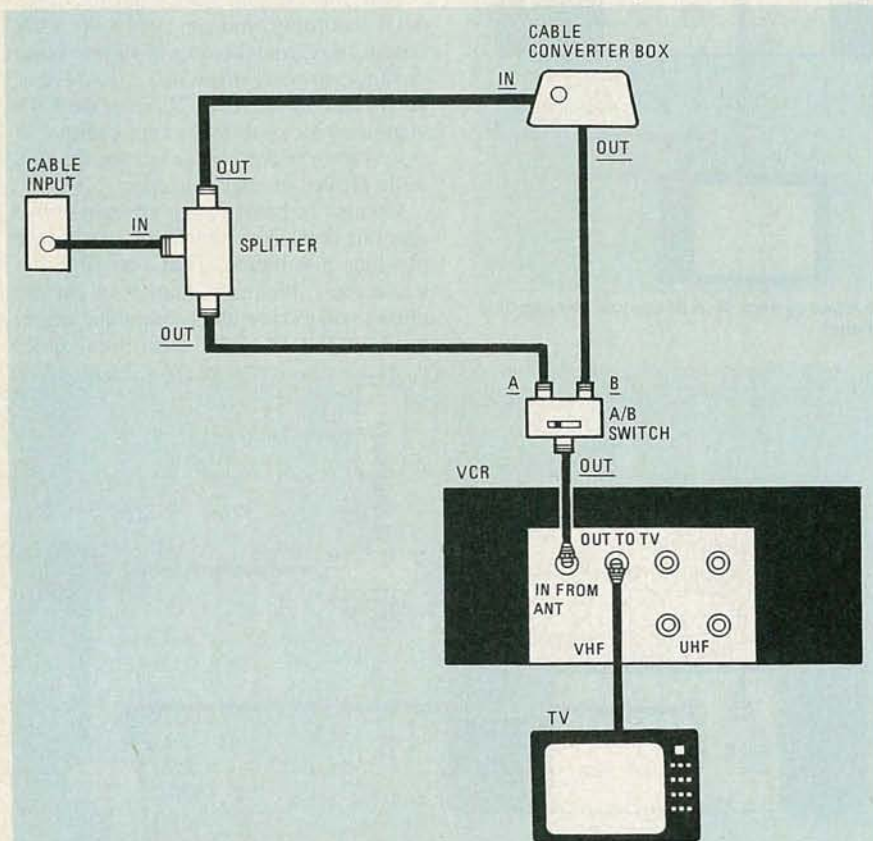 CABLE
CONVERTER BOX
IN
OUT
OUT
CABLE
INPUT
IN
SPLITTER
OUT
A
B
A/B
SWITCH
OUT
VCR
OUT TO TV
IN FROM
ANT
VHF
UHF
TV